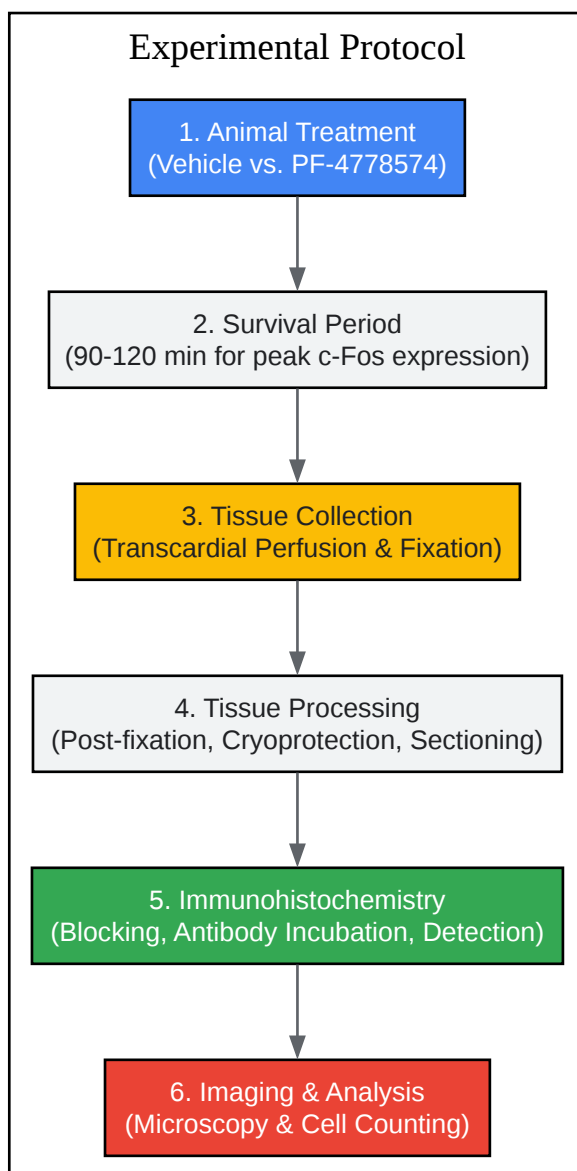 Experimental Protocol
1. Animal Treatment
(Vehicle vs. PF-4778574)
2. Survival Period
(90-120 min for peak c-Fos expression)
3. Tissue Collection
(Transcardial Perfusion & Fixation)
4. Tissue Processing
(Post-fixation, Cryoprotection, Sectioning)
5. Immunohistochemistry
(Blocking, Antibody Incubation, Detection)
6. Imaging & Analysis
(Microscopy & Cell Counting)